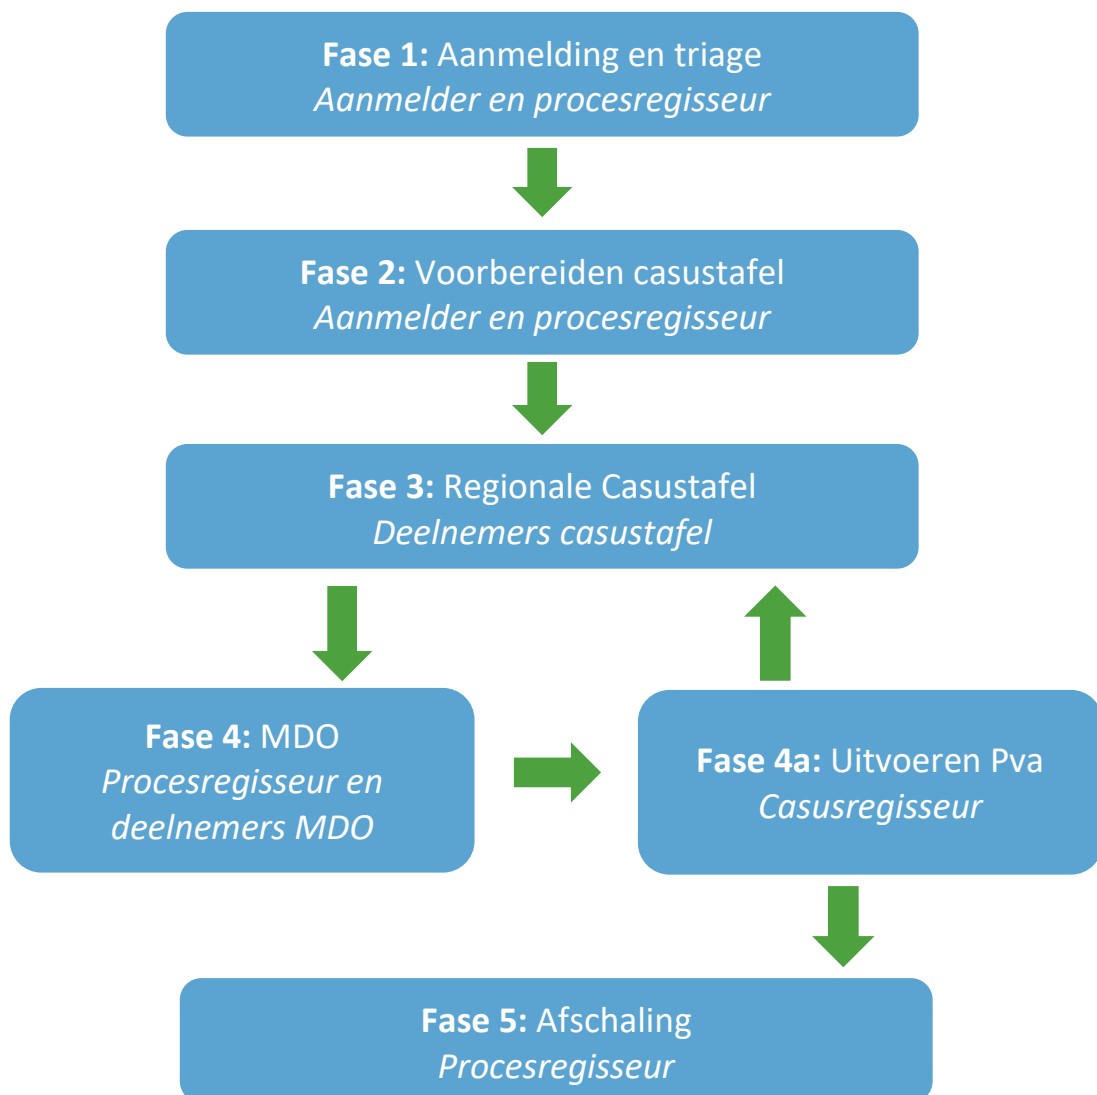 Fase 1: Aanmelding en triage
Aanmelder en procesregisseur
Fase 2: Voorbereiden casustafel
Aanmelder en procesregisseur
Fase 3: Regionale Casustafel
Deelnemers casustafel
Fase 4: MDO
Procesregisseur en
deelnemers MDO
Fase 4a: Uitvoeren Pva
Casusregisseur
Fase 5: Afschaling
Procesregisseur